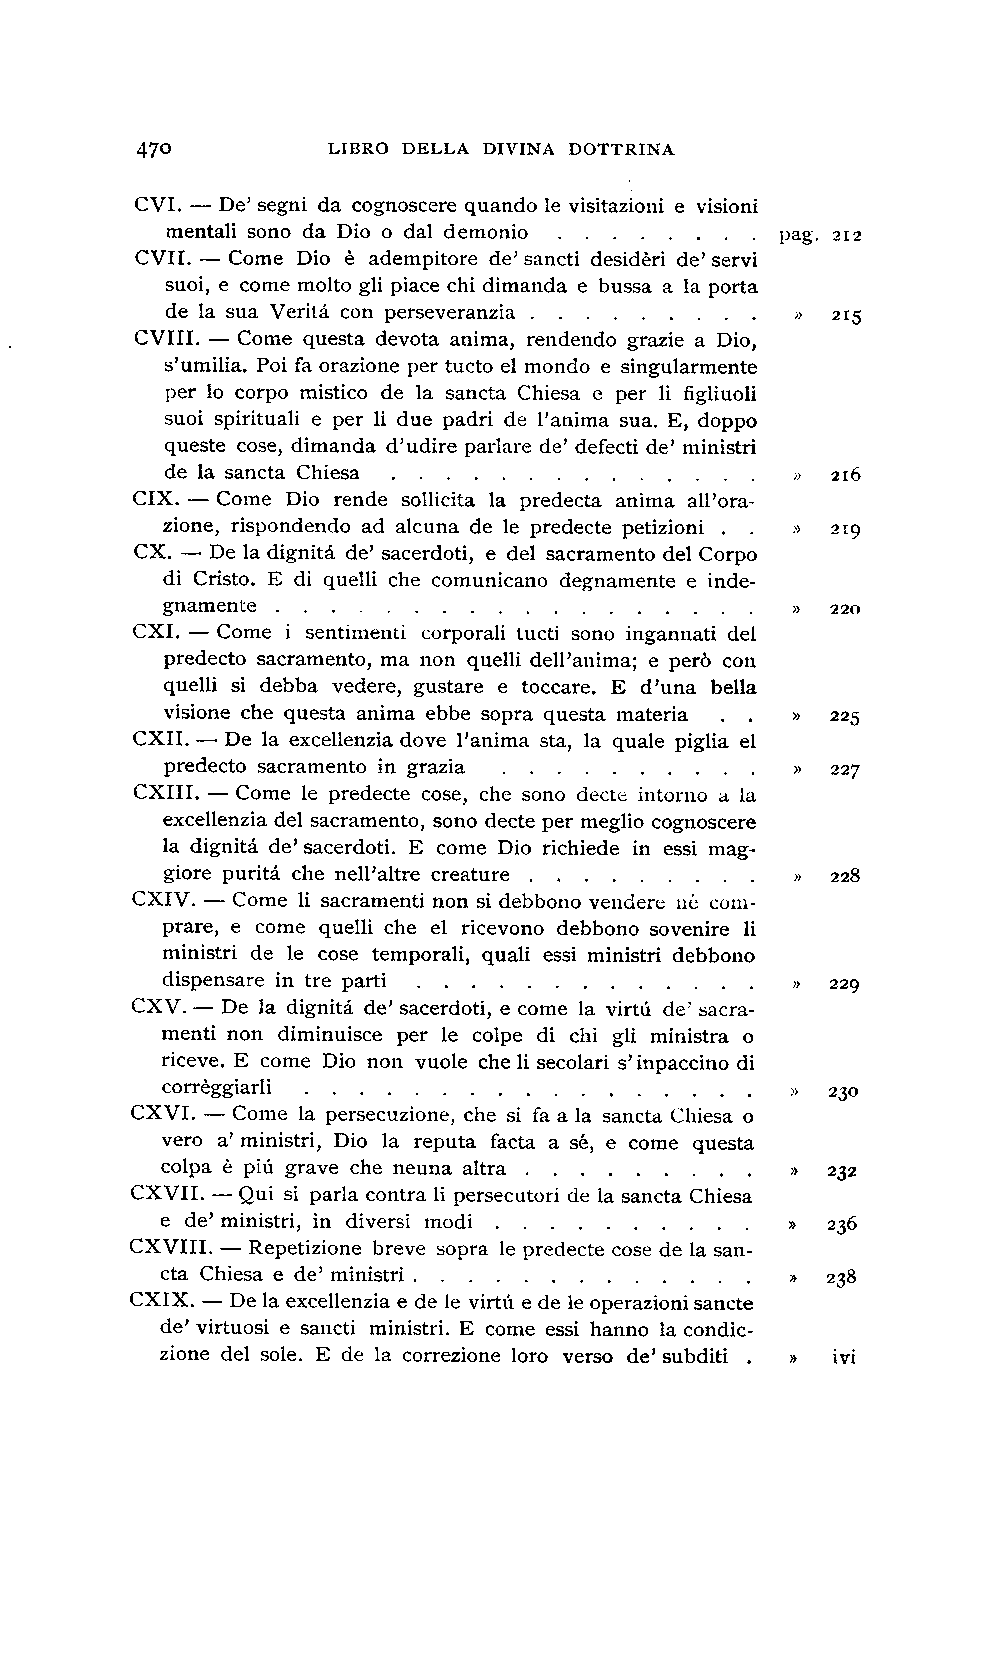 470 LIBRO DELLA DIVINA DOTTRINA
CVI. — De' segni da cognoscere quando le visitazioni e visioni
mentali sono da Dio o dal demonio . . . . . . . . pag. 212
CVII. — Come Dio è adempitore de' sancti desidèri de' servi
suoi, e come molto gli piace chi dimanda e bussa a la porta
de la sua Veritá con perseveranzia . . . . . . . . . » 215
CVIII. — Come questa devota anima, rendendo grazie a Dio,
s'umilia. Poi fa orazione per tucto el mondo e singularmente
per lo corpo mistico de la sancta Chiesa e per li figliuoli
suoi spirituali e per li due padri de l'anima sua. E, doppo
queste cose, dimanda d'udire parlare de' defecti de' ministri
de la sancta Chiesa . . . . . . . . . . . . . . » 216
CIX. — Come Dio rende sollicita la predecta anima all'ora-
zione, rispondendo ad alcuna de le predecte petizioni . . » 219
CX. — De la dignitá de' sacerdoti, e del sacramento del Corpo
di Cristo. E di quelli che comunicano degnamente e inde-
gnamente . . . . . . . . . . . . . . . . . . » 220
CXI. — Come i sentimenti corporali tucti sono ingannati del
predecto sacramento, ma non quelli dell'anima; e però con
quelli si debba vedere, gustare e toccare. E d'una bella
visione che questa anima ebbe sopra questa materia . . » 225
CXII. — De la excellenzia dove l'anima sta, la quale piglia el
predecto sacramento in grazia . . . . . . . . . . » 227
CXIII. — Come le predecte cose, che sono decte intorno a la
excellenzia del sacramento, sono decte per meglio cognoscere
la dignitá de' sacerdoti. E come Dio richiede in essi mag-
giore puritá che nell'altre creature . . . . . . . . . » 228
CXIV. — Come li sacramenti non si debbono vendere né com-
prare, e come quelli che el ricevono debbono sovenire li
ministri de le cose temporali, quali essi ministri debbono
dispensare in tre parti . . . . . . . . . . . . . » 229
CXV. — De la dignitá de' sacerdoti, e come la virtú de' sacra-
menti non diminuisce per le colpe di chi gli ministra o
riceve. E come Dio non vuole che li secolari s'inpaccino di
corrèggiarli . . . . . . . . . . . . . . . . . » 230
CXVI. — Come la persecuzione, che si fa a la sancta Chiesa o
vero a' ministri, Dio la reputa facta a sé, e come questa
colpa è piú grave che neuna altra . . . . . . . . . » 232
CXVII. — Qui si parla contra li persecutori de la sancta Chiesa
e de' ministri, in diversi modi . . . . . . . . . . » 236
CXVIII. — Repetizione breve sopra le predecte cose de la san-
cta Chiesa e de' ministri . . . . . . . . . . . . . » 238
CXIX. — De la excellenzia e de le virtú e de le operazioni sancte
de' virtuosi e sancti ministri. E come essi hanno la condic-
zione del sole. E de la correzione loro verso de' subditi . » ivi